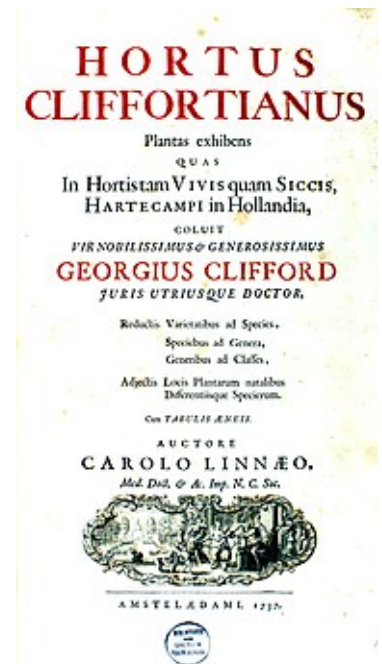 HORTUS
CLIFFORTIANUS
Plantas exhibens
QUAS
In Hortis tam VIVIS quam SICCIS,
HARTECAMPI in Hollandia,
COLUIT
VIR NOBILISSIMUS & GENEROSISSIMUS
GEORGIUS CLIFFORD
JURIS UTRIUSQUE DOCTOR,
Reductis Varietatibus ad Species,
Speciebus ad Genera,
Generibus ad Classes,
Adjectis Locis Plantarum natalibus
Differentiisque Specierum.
Cum TABULIS ÆNEIS.
AUCTORE
CAROLO LINNÆO,
Med. Doct. & Ac. Imp. N. C. Soc.
AMSTELÆDAMI. 1737.